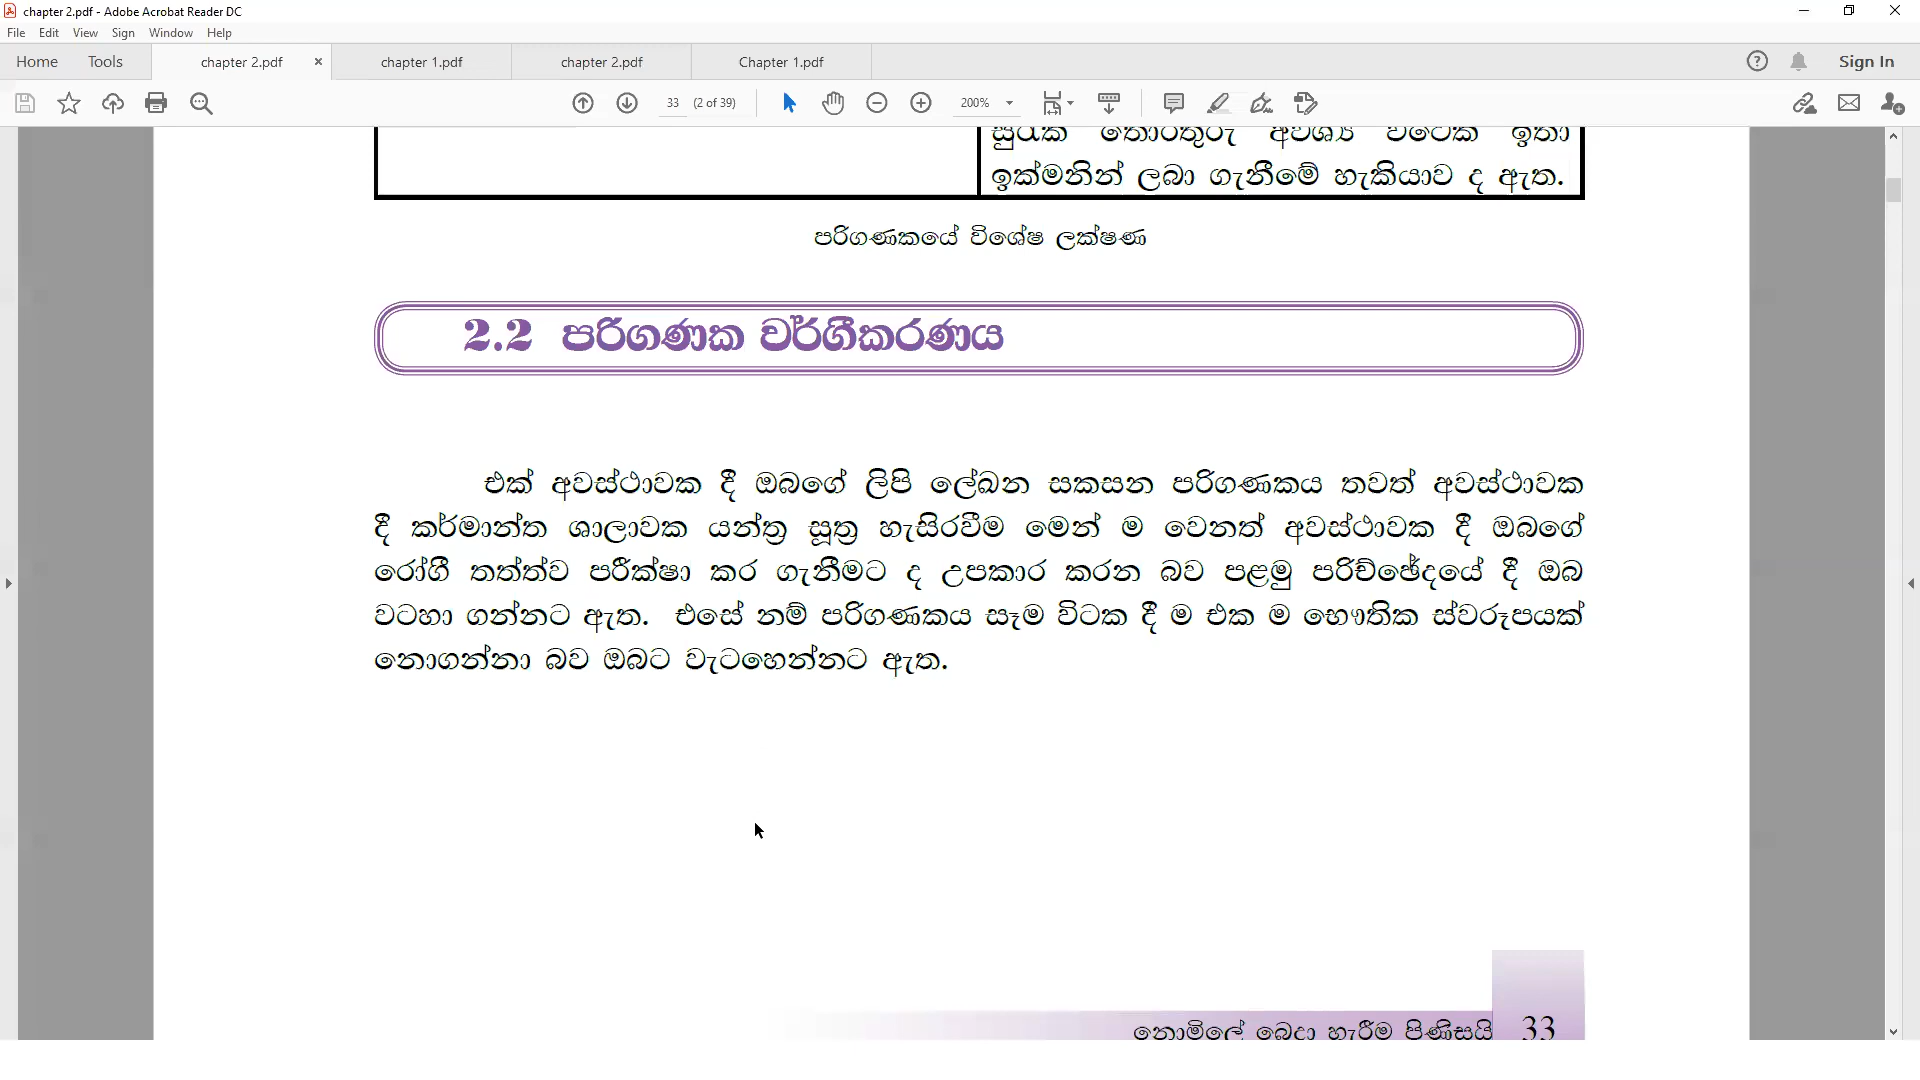 chapter 2.pdf - Adobe Acrobat Reader DC
File Edit View Sign Window Help
Home Tools chapter 2.pdf × chapter 1.pdf chapter 2.pdf Chapter 1.pdf Sign In
33 (2 of 39) 200%
සුරැකි තොරතුරු අවශ්‍ය විටෙක ඉතා
ඉක්මනින් ලබා ගැනීමේ හැකියාව ද ඇත.
පරිගණකයේ විශේෂ ලක්ෂණ
2.2 පරිගණක වර්ගීකරණය
එක් අවස්ථාවක දී ඔබගේ ලිපි ලේඛන සකසන පරිගණකය තවත් අවස්ථාවක
දී කර්මාන්ත ශාලාවක යන්ත්‍ර සූත්‍ර හැසිරවීම මෙන් ම වෙනත් අවස්ථාවක දී ඔබගේ
රෝගී තත්ත්ව පරීක්ෂා කර ගැනීමට ද උපකාර කරන බව පළමු පරිච්ඡේදයේ දී ඔබ
වටහා ගන්නට ඇත. එසේ නම් පරිගණකය සෑම විටක දී ම එක ම භෞතික ස්වරූපයක්
නොගන්නා බව ඔබට වැටහෙන්නට ඇත.
නොමිලේ බෙදා හැරීම පිණිසයි 33